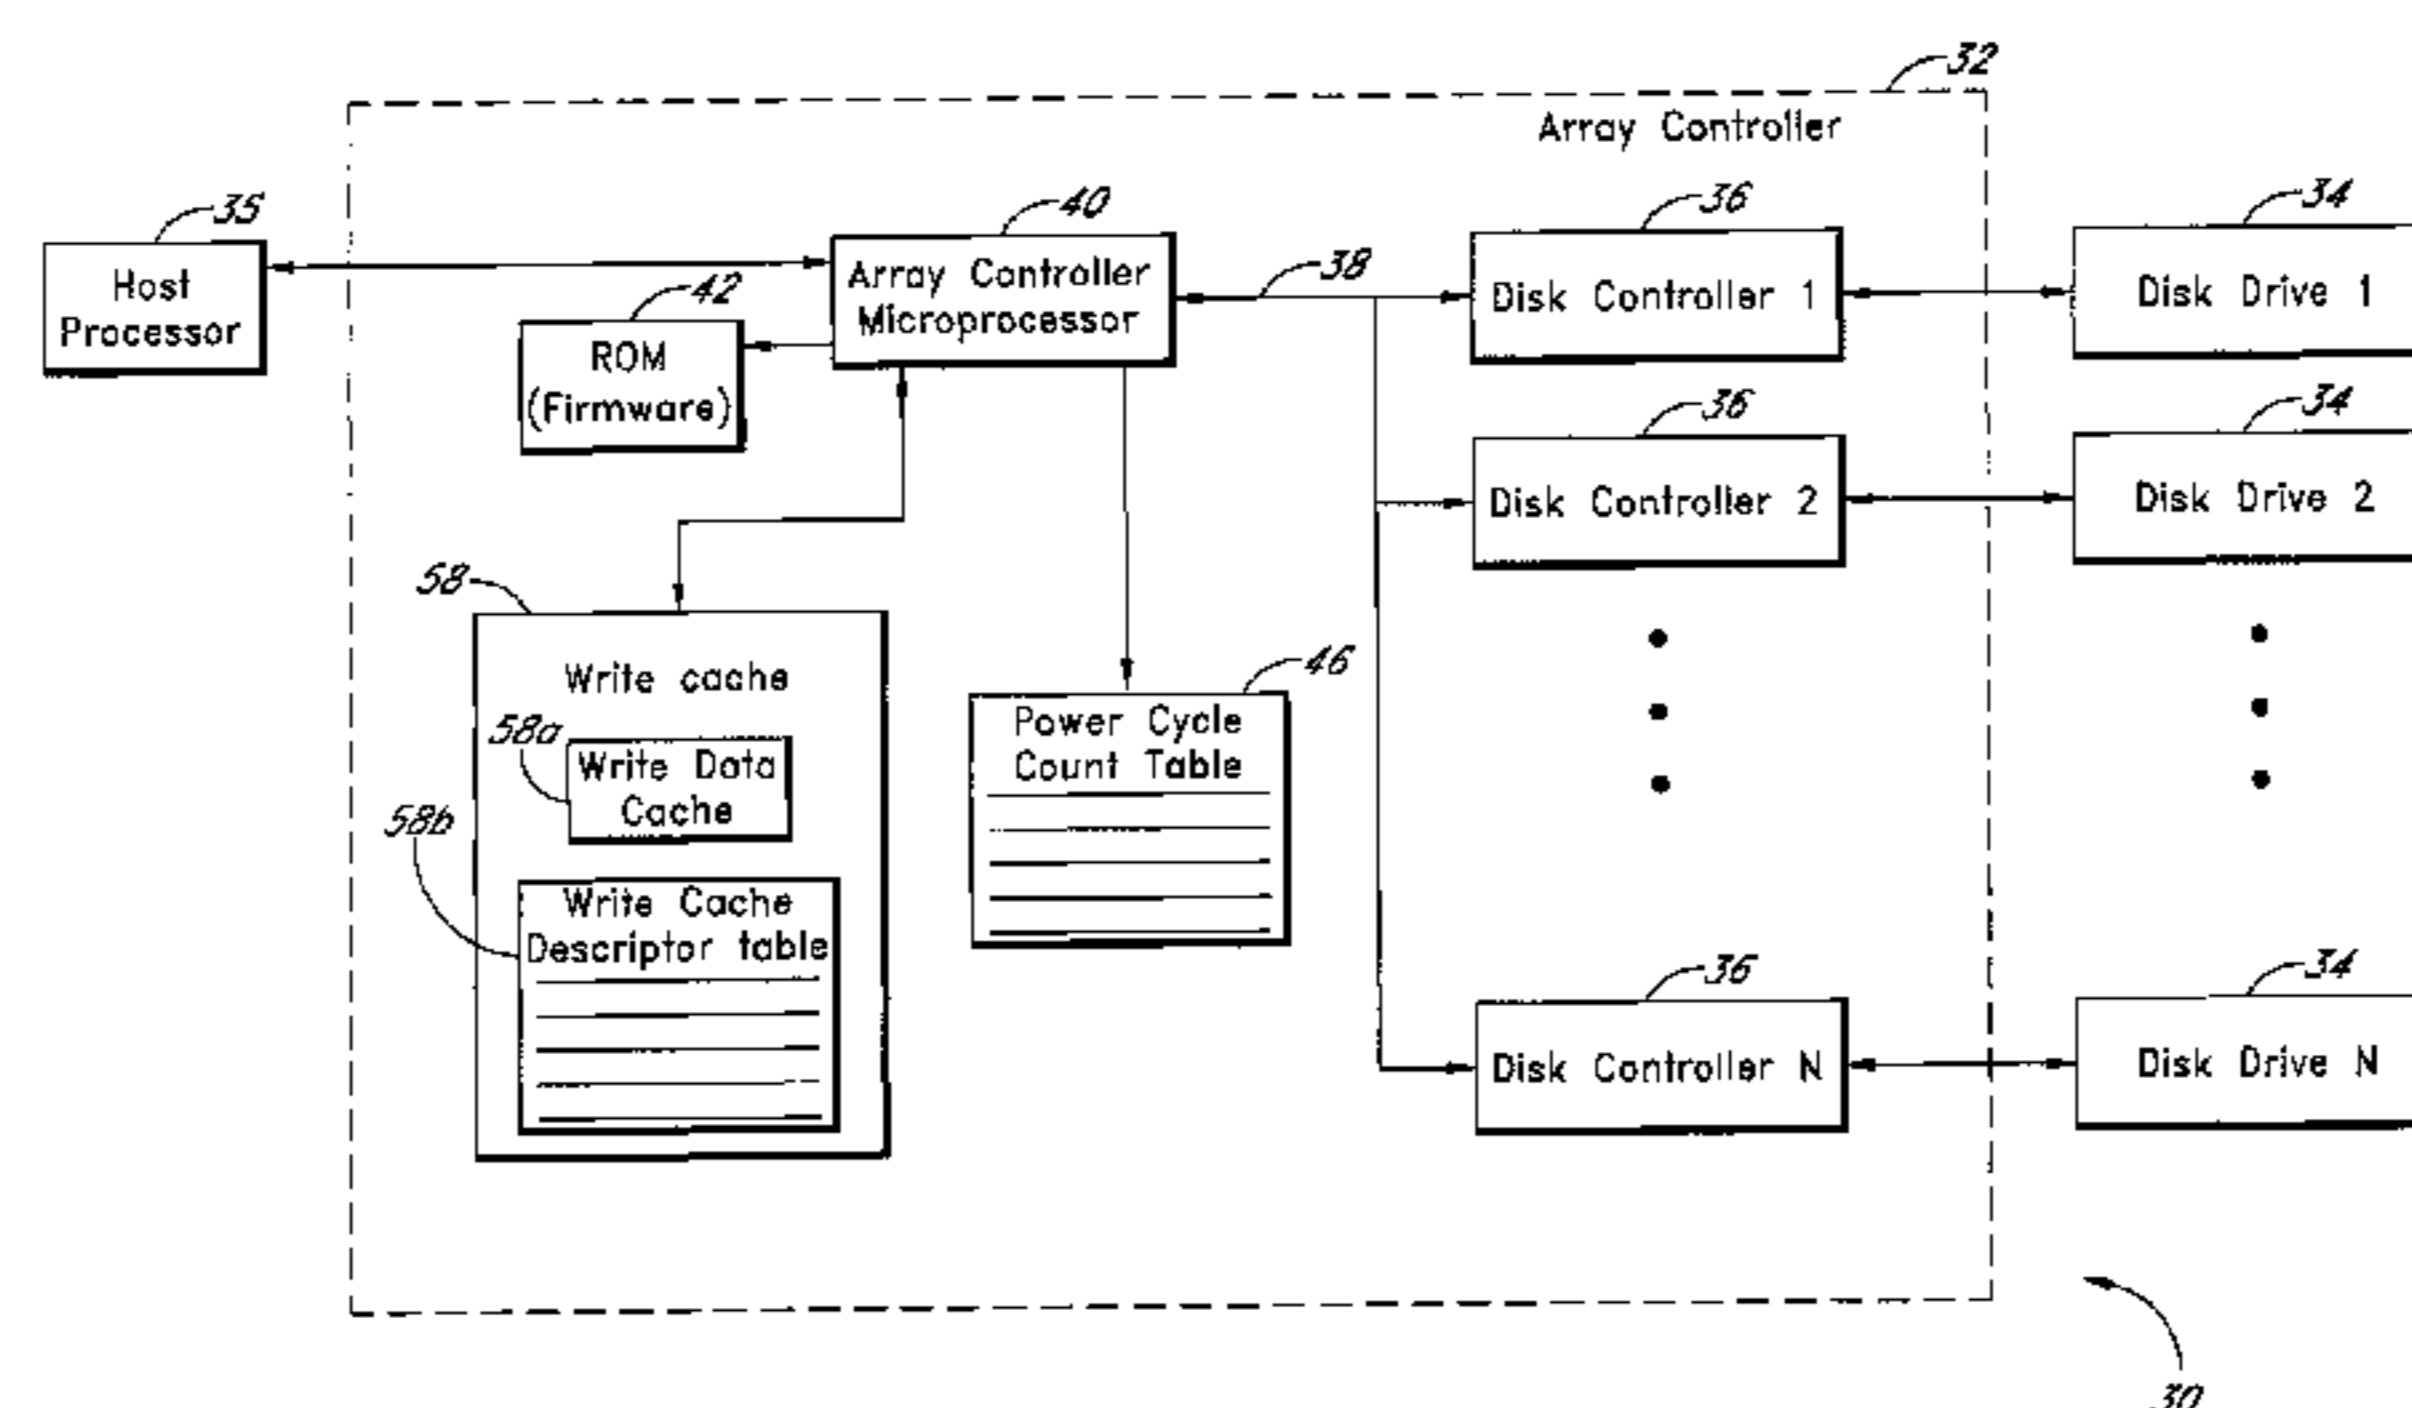 32
Array Controller
35
Host
Processor
40
Array Controller
Microprocessor
42
ROM
(Firmware)
38
36
Disk Controller 1
34
Disk Drive 1
36
Disk Controller 2
34
Disk Drive 2
58
Write cache
58a
Write Data
Cache
58b
Write Cache
Descriptor table
46
Power Cycle
Count Table
36
Disk Controller N
34
Disk Drive N
30